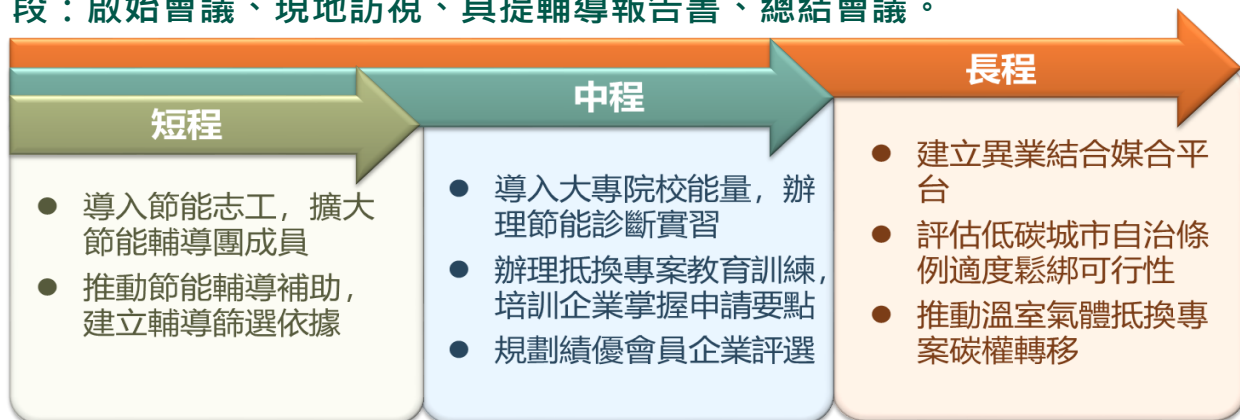 段：啟始會議、現地訪視、具提輔導報告書、總結會議。
短程
導入節能志工，擴大
節能輔導團成員
推動節能輔導補助，
建立輔導篩選依據
中程
導入大專院校能量，辦
理節能診斷實習
辦理抵換專案教育訓練，
培訓企業掌握申請要點
規劃績優會員企業評選
長程
建立異業結合媒合平
台
評估低碳城市自治條
例適度鬆綁可行性
推動溫室氣體抵換專
案碳權轉移